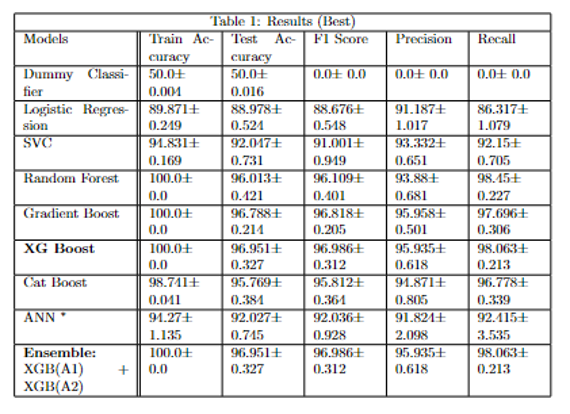 Table 1: Results (Best)
Models Train Ac- Test Ac- F1 Score Precision Recall
curacy curacy
Dummy Classi- 50.0± 50.0± 0.0± 0.0 0.0± 0.0 0.0± 0.0
fier 0.004 0.016
Logistic Regres- 89.871± 88.978± 88.676± 91.187± 86.317±
sion 0.249 0.524 0.548 1.017 1.079
SVC 94.831± 92.047± 91.001± 93.332± 92.15±
0.169 0.731 0.949 0.651 0.705
Random Forest 100.0± 96.013± 96.109± 93.88± 98.45±
0.0 0.421 0.401 0.681 0.227
Gradient Boost 100.0± 96.788± 96.818± 95.958± 97.696±
0.0 0.214 0.205 0.501 0.306
XG Boost 100.0± 96.951± 96.986± 95.935± 98.063±
0.0 0.327 0.312 0.618 0.213
Cat Boost 98.741± 95.769± 95.812± 94.871± 96.778±
0.041 0.384 0.364 0.805 0.339
ANN * 94.27± 92.027± 92.036± 91.824± 92.415±
1.135 0.745 0.928 2.098 3.535
Ensemble: 100.0± 96.951± 96.986± 95.935± 98.063±
XGB(A1) + 0.0 0.327 0.312 0.618 0.213
XGB(A2)